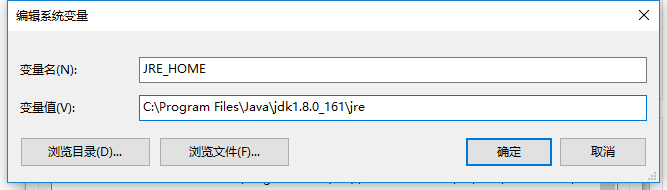 编辑系统变量
变量名(N):
JRE_HOME
变量值(V):
C:\Program Files\Java\jdk1.8.0_161\jre
浏览目录(D)...
浏览文件(F)...
确定
取消